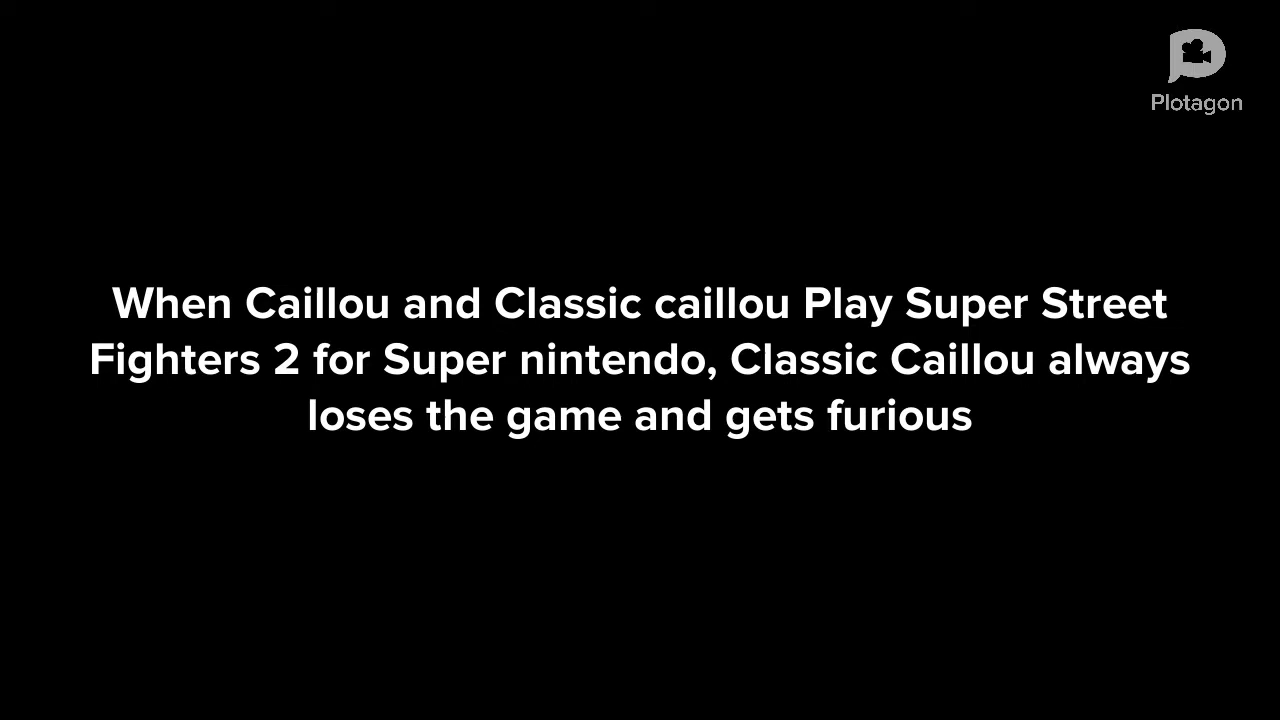 Plotagon
When Caillou and Classic caillou Play Super Street
Fighters 2 for Super nintendo, Classic Caillou always
loses the game and gets furious